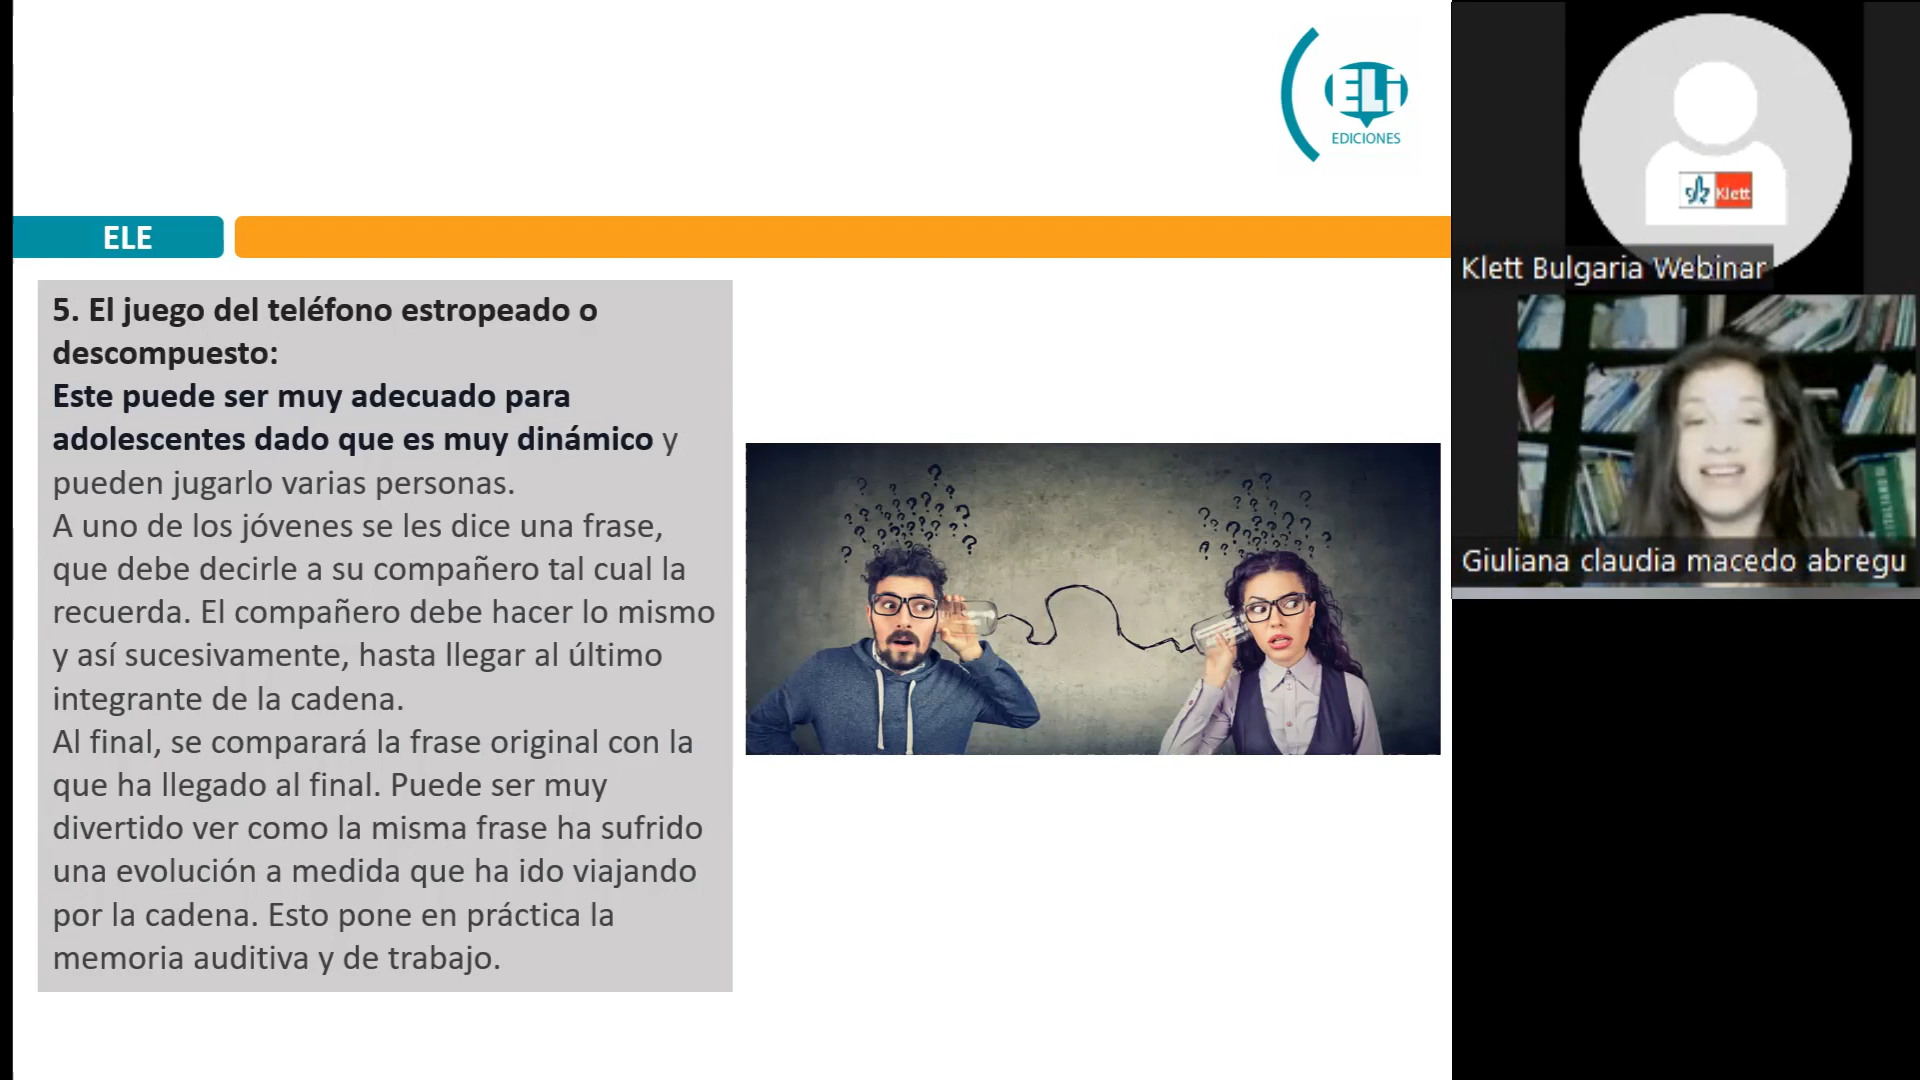 ELi
EDICIONES
ELE
5. El juego del teléfono estropeado o
descompuesto:
Este puede ser muy adecuado para
adolescentes dado que es muy dinámico y
pueden jugarlo varias personas.
A uno de los jóvenes se les dice una frase,
que debe decirle a su compañero tal cual la
recuerda. El compañero debe hacer lo mismo
y así sucesivamente, hasta llegar al último
integrante de la cadena.
Al final, se comparará la frase original con la
que ha llegado al final. Puede ser muy
divertido ver como la misma frase ha sufrido
una evolución a medida que ha ido viajando
por la cadena. Esto pone en práctica la
memoria auditiva y de trabajo.
Klett
Klett Bulgaria Webinar
ITALIANO
Giuliana claudia macedo abregu